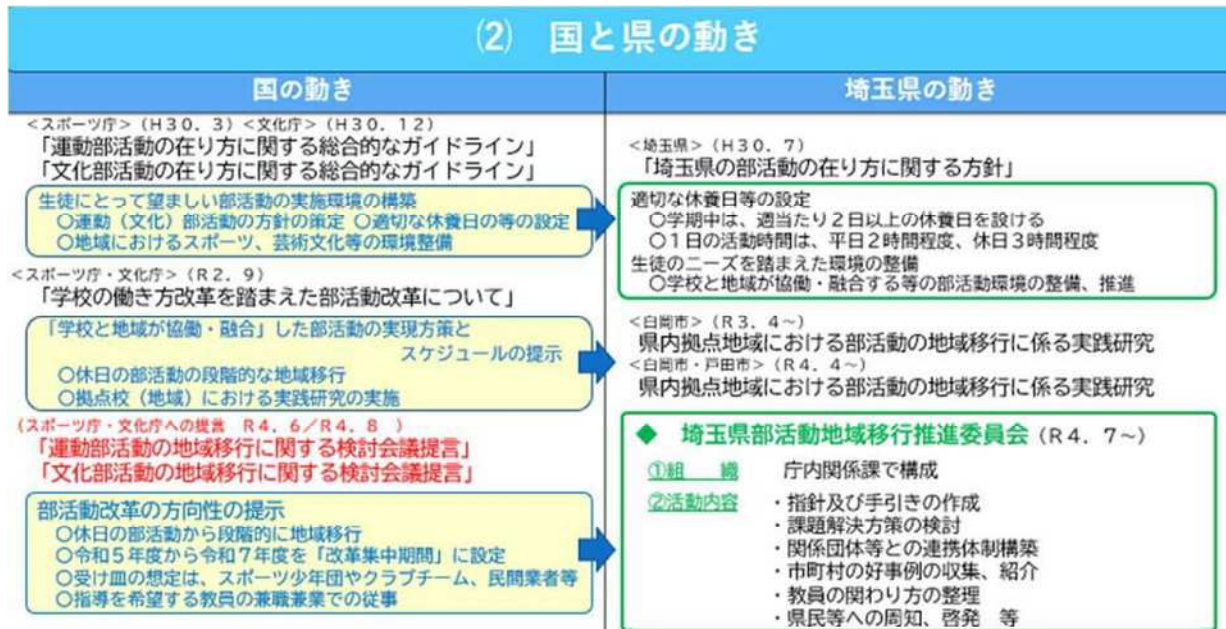 (2) 国と県の動き
国の動き
<スポーツ庁>(H30.3)<文化庁>(H30.12)
「運動部活動の在り方に関する総合的なガイドライン」
「文化部活動の在り方に関する総合的なガイドライン」
生徒にとって望ましい部活動の実施環境の構築
○運動(文化)部活動の方針の策定 ○適切な休養日の等の設定
○地域におけるスポーツ、芸術文化等の環境整備
<スポーツ庁・文化庁>(R2.9)
「学校の働き方改革を踏まえた部活動改革について」
「学校と地域が協働・融合」した部活動の実現方策と
スケジュールの提示
○休日の部活動の段階的な地域移行
○拠点校(地域)における実践研究の実施
(スポーツ庁・文化庁への提言 R4.6/R4.8 )
「運動部活動の地域移行に関する検討会議提言」
「文化部活動の地域移行に関する検討会議提言」
部活動改革の方向性の提示
○休日の部活動から段階的に地域移行
○令和5年度から令和7年度を「改革集中期間」に設定
○受け皿の想定は、スポーツ少年団やクラブチーム、民間業者等
○指導を希望する教員の兼職兼業での従事
埼玉県の動き
<埼玉県>(H30.7)
「埼玉県の部活動の在り方に関する方針」
適切な休養日等の設定
○学期中は、週当たり2日以上の休養日を設ける
○1日の活動時間は、平日2時間程度、休日3時間程度
生徒のニーズを踏まえた環境の整備
○学校と地域が協働・融合する等の部活動環境の整備、推進
<白岡市>(R3.4~)
県内拠点地域における部活動の地域移行に係る実践研究
<白岡市・戸田市>(R4.4~)
県内拠点地域における部活動の地域移行に係る実践研究
◆ 埼玉県部活動地域移行推進委員会(R4.7~)
①組 織 庁内関係課で構成
②活動内容 ・指針及び手引きの作成
・課題解決方策の検討
・関係団体等との連携体制構築
・市町村の好事例の収集、紹介
・教員の関わり方の整理
・県民等への周知、啓発 等